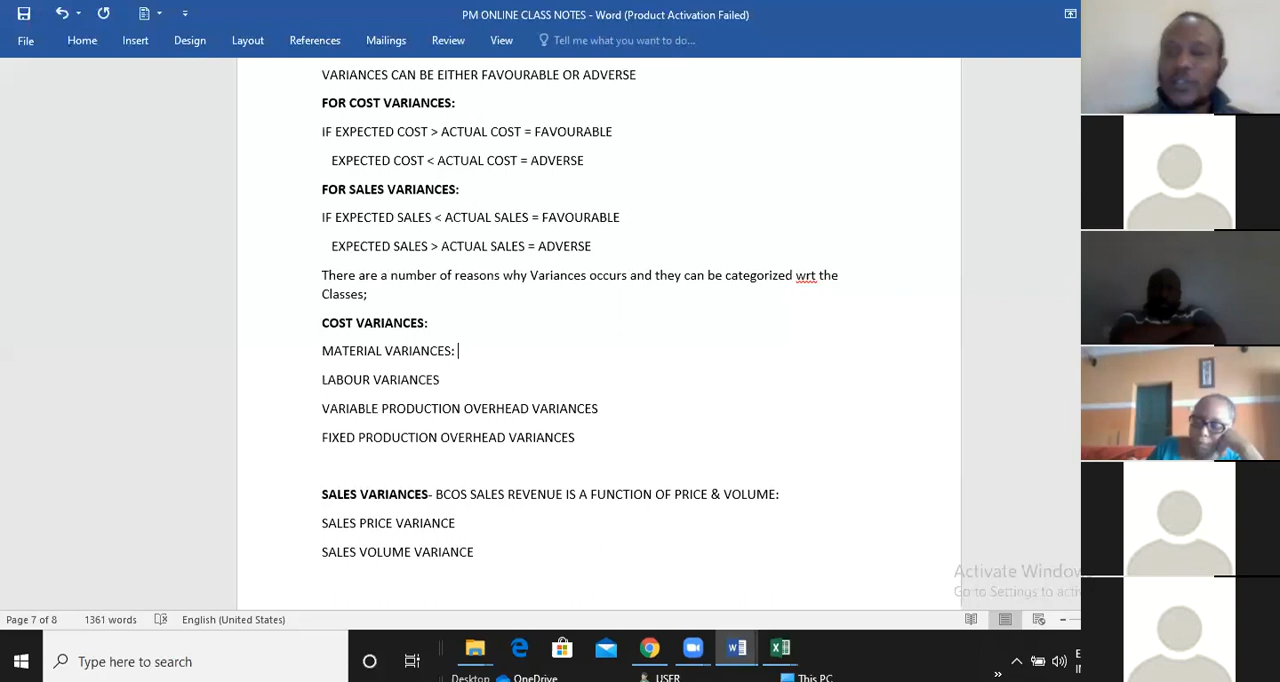 PM ONLINE CLASS NOTES - Word (Product Activation Failed)
File Home Insert Design Layout References Mailings Review View Tell me what you want to do...
VARIANCES CAN BE EITHER FAVOURABLE OR ADVERSE
FOR COST VARIANCES:
IF EXPECTED COST > ACTUAL COST = FAVOURABLE
EXPECTED COST < ACTUAL COST = ADVERSE
FOR SALES VARIANCES:
IF EXPECTED SALES < ACTUAL SALES = FAVOURABLE
EXPECTED SALES > ACTUAL SALES = ADVERSE
There are a number of reasons why Variances occurs and they can be categorized wrt the
Classes;
COST VARIANCES:
MATERIAL VARIANCES:
LABOUR VARIANCES
VARIABLE PRODUCTION OVERHEAD VARIANCES
FIXED PRODUCTION OVERHEAD VARIANCES
SALES VARIANCES- BCOS SALES REVENUE IS A FUNCTION OF PRICE & VOLUME:
SALES PRICE VARIANCE
SALES VOLUME VARIANCE
Activate Window
Go to Settings to acti
Page 7 of 8 1361 words English (United States)
Type here to search
Desktop OneDrive USER This PC